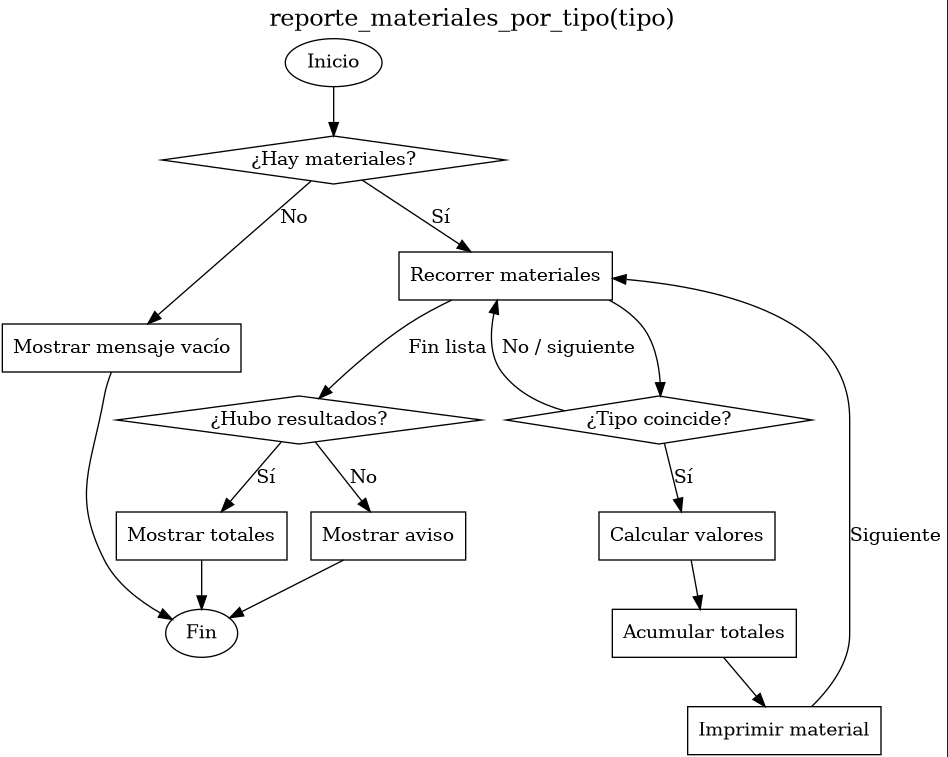 reporte_materiales_por_tipo(tipo)
Inicio
¿Hay materiales?
No
Sí
Recorrer materiales
Mostrar mensaje vacío
Fin lista
No / siguiente
¿Hubo resultados?
¿Tipo coincide?
Sí
No
Sí
Mostrar totales
Mostrar aviso
Calcular valores
Siguiente
Fin
Acumular totales
Imprimir material